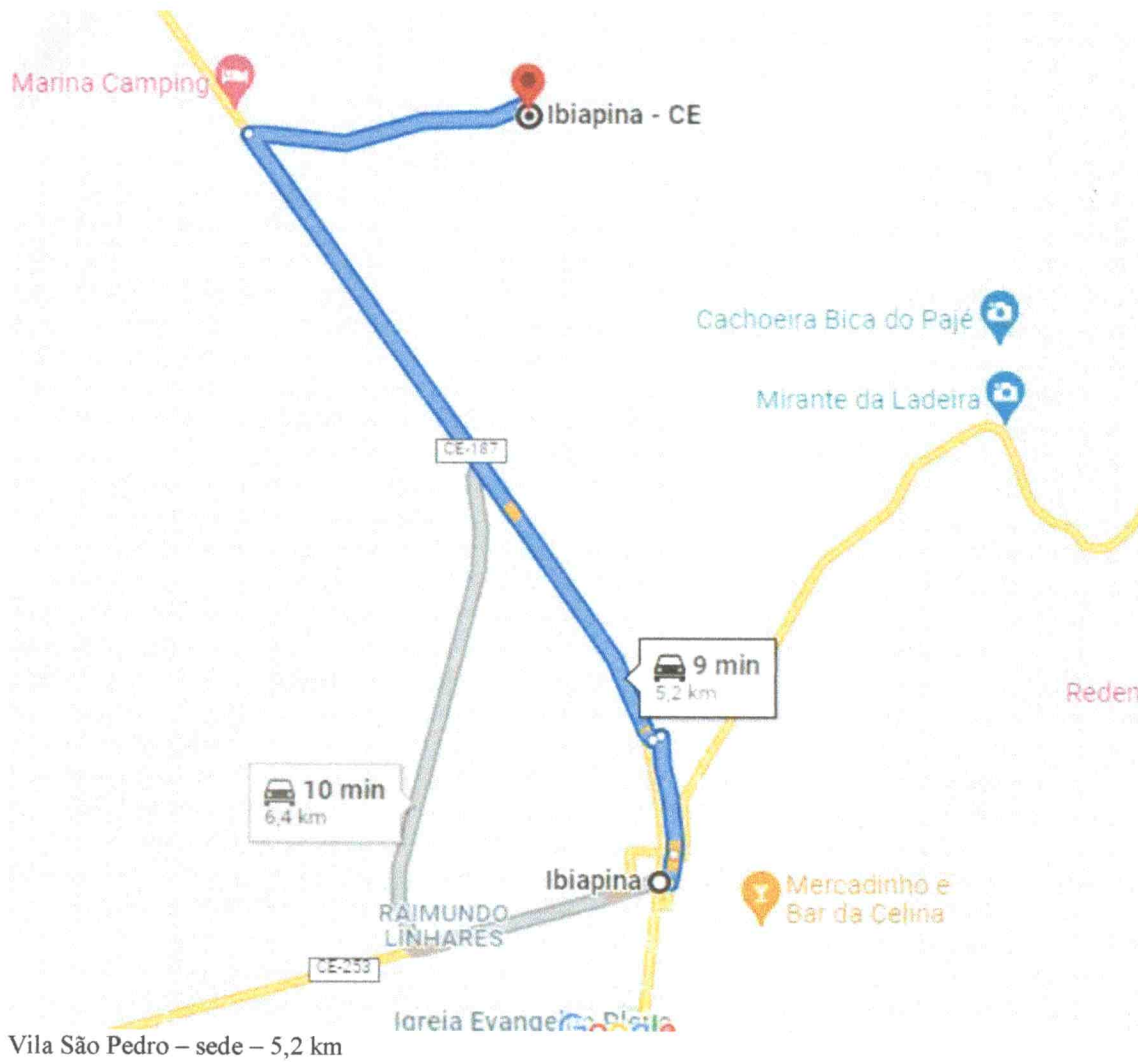 Marina Camping
Ibiapina - CE
Cachoeira Bica do Pajé
Mirante da Ladeira
CE-187
9 min
5,2 km
Reden
10 min
6,4 km
Ibiapina
Mercadinho e
Bar da Celina
RAIMUNDO
LINHARES
CE-253
Igreja
Google
Vila São Pedro – sede – 5,2 km